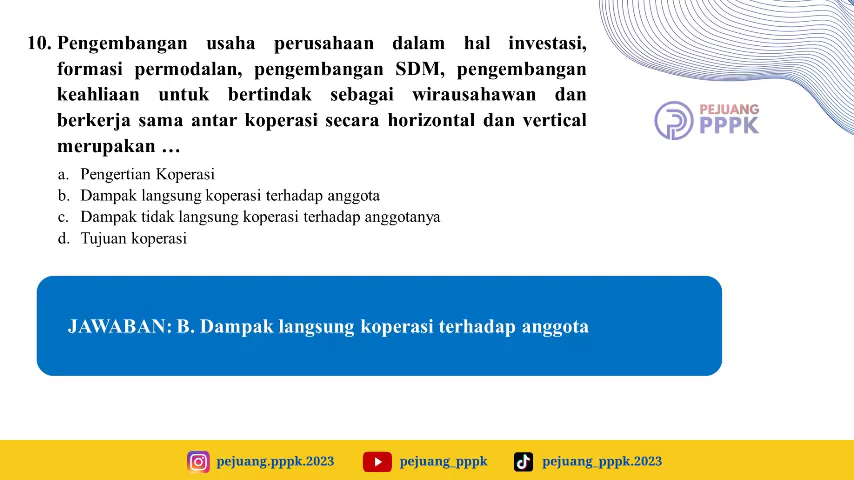 10. Pengembangan usaha perusahaan dalam hal investasi,
formasi permodalan, pengembangan SDM, pengembangan
keahliaan untuk bertindak sebagai wirausahawan dan
berkerja sama antar koperasi secara horizontal dan vertical
merupakan …
PEJUANG
PPPK
a. Pengertian Koperasi
b. Dampak langsung koperasi terhadap anggota
c. Dampak tidak langsung koperasi terhadap anggotanya
d. Tujuan koperasi
JAWABAN: B. Dampak langsung koperasi terhadap anggota
pejuang.pppk.2023 pejuang_pppk pejuang_pppk.2023